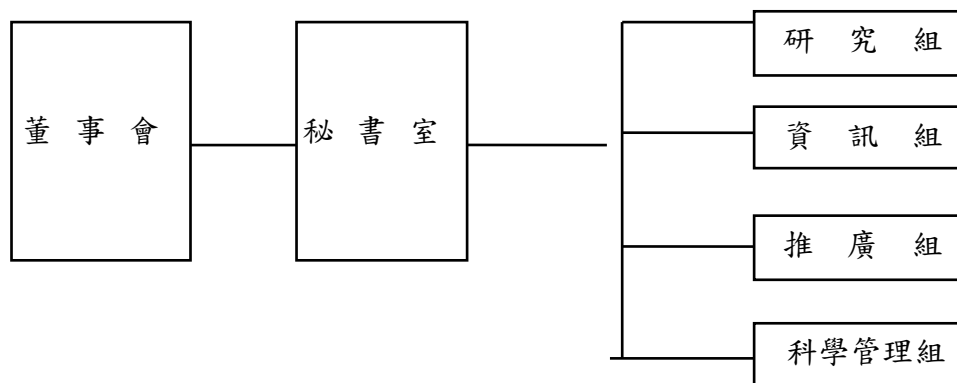 董事會
秘書室
研究組
資訊組
推廣組
科學管理組